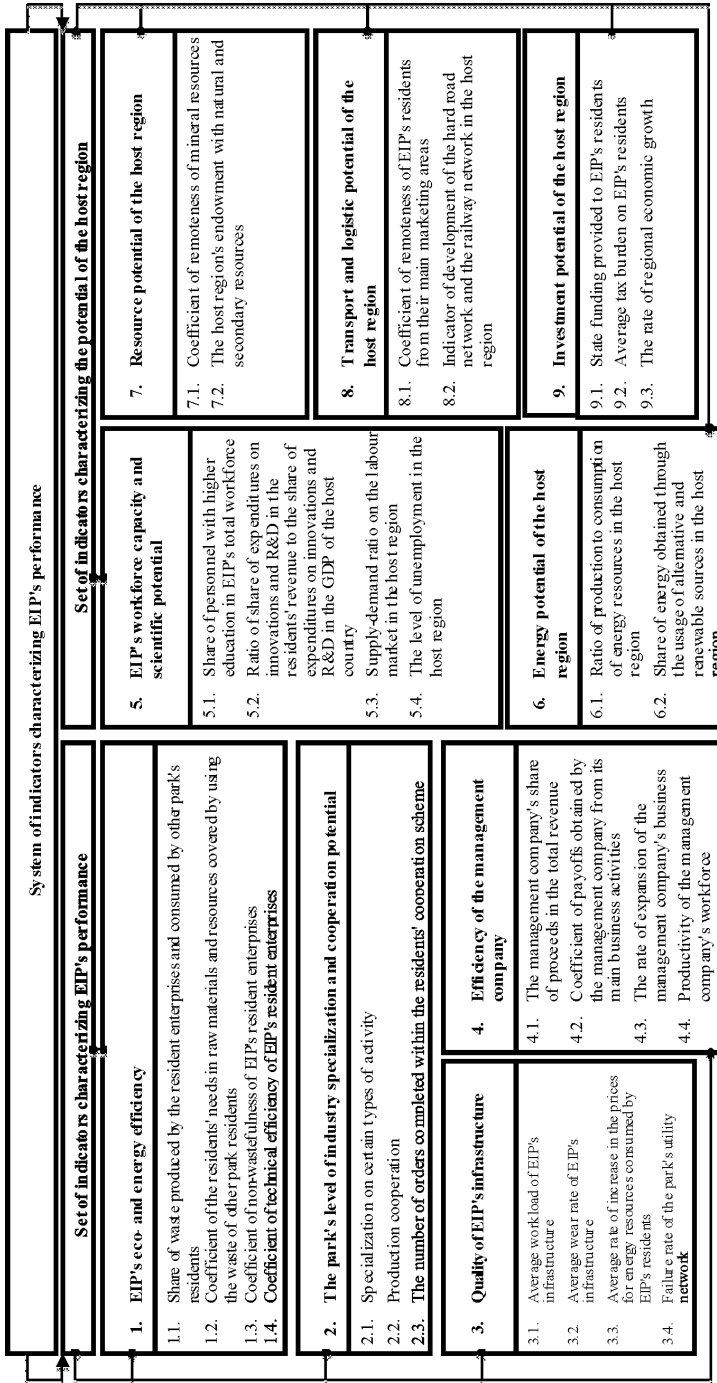 System of indicators characterizing EIP's performance
Set of indicators characterizing EIP's performance
1. EIP's eco- and energy efficiency
1.1. Share of waste produced by the resident enterprises and consumed by other park's
residents
1.2. Coefficient of the residents' needs in raw materials and resources covered by using
the waste of other park residents
1.3. Coefficient of non-wastefulness of EIP's resident enterprises
1.4. Coefficient of technical efficiency of EIP's resident enterprises
2. The park's level of industry specialization and cooperation potential
2.1. Specialization on certain types of activity
2.2. Production cooperation
2.3. The number of orders completed within the residents' cooperation scheme
3. Quality of EIP's infrastructure
3.1. Average workload of EIP's
infrastructure
3.2. Average wear rate of EIP's
infrastructure
3.3. Average rate of increase in the prices
for energy resources consumed by
EIP's residents
3.4. Failure rate of the park's utility
network
4. Efficiency of the management
company
4.1. The management company's share
of proceeds in the total revenue
4.2. Coefficient of payoffs obtained by
the management company from its
main business activities
4.3. The rate of expansion of the
management company's business
4.4. Productivity of the management
company's workforce
Set of indicators characterizing the potential of the host region
5. EIP's workforce capacity and
scientific potential
5.1. Share of personnel with higher
education in EIP's total workforce
5.2. Ratio of share of expenditures on
innovations and R&D in the
residents' revenue to the share of
expenditures on innovations and
R&D in the GDP of the host
country
5.3. Supply-demand ratio on the labour
market in the host region
5.4. The level of unemployment in the
host region
6. Energy potential of the host
region
6.1. Ratio of production to consumption
of energy resources in the host
region
6.2. Share of energy obtained through
the usage of alternative and
renewable sources in the host
region
7. Resource potential of the host region
7.1. Coefficient of remoteness of mineral resources
7.2. The host region's endowment with natural and
secondary resources
8. Transport and logistic potential of the
host region
8.1. Coefficient of remoteness of EIP's residents
from their main marketing areas
8.2. Indicator of development of the hard road
network and the railway network in the host
region
9. Investment potential of the host region
9.1. State funding provided to EIP's residents
9.2. Average tax burden on EIP's residents
9.3. The rate of regional economic growth